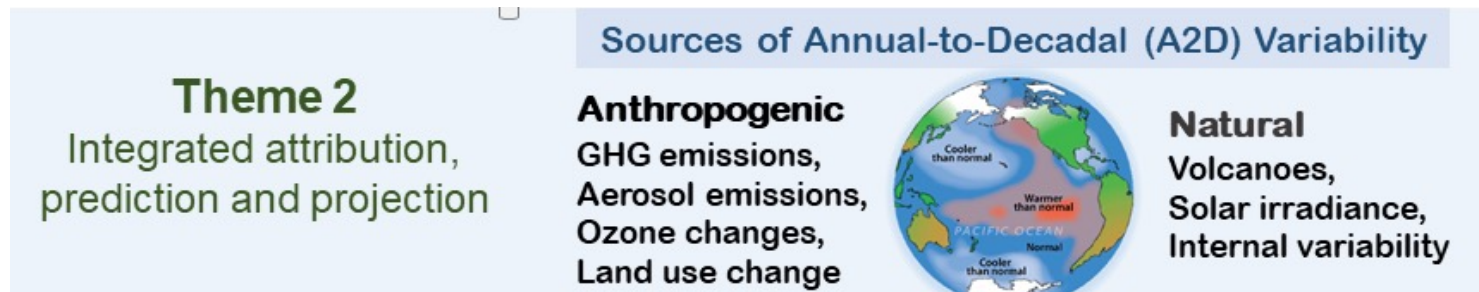 Theme 2
Integrated attribution,
prediction and projection
Sources of Annual-to-Decadal (A2D) Variability
Anthropogenic
GHG emissions,
Aerosol emissions,
Ozone changes,
Land use change
Cooler
than normal
Warmer
than normal
PACIFIC OCEAN
Normal
Cooler
than normal
Natural
Volcanoes,
Solar irradiance,
Internal variability